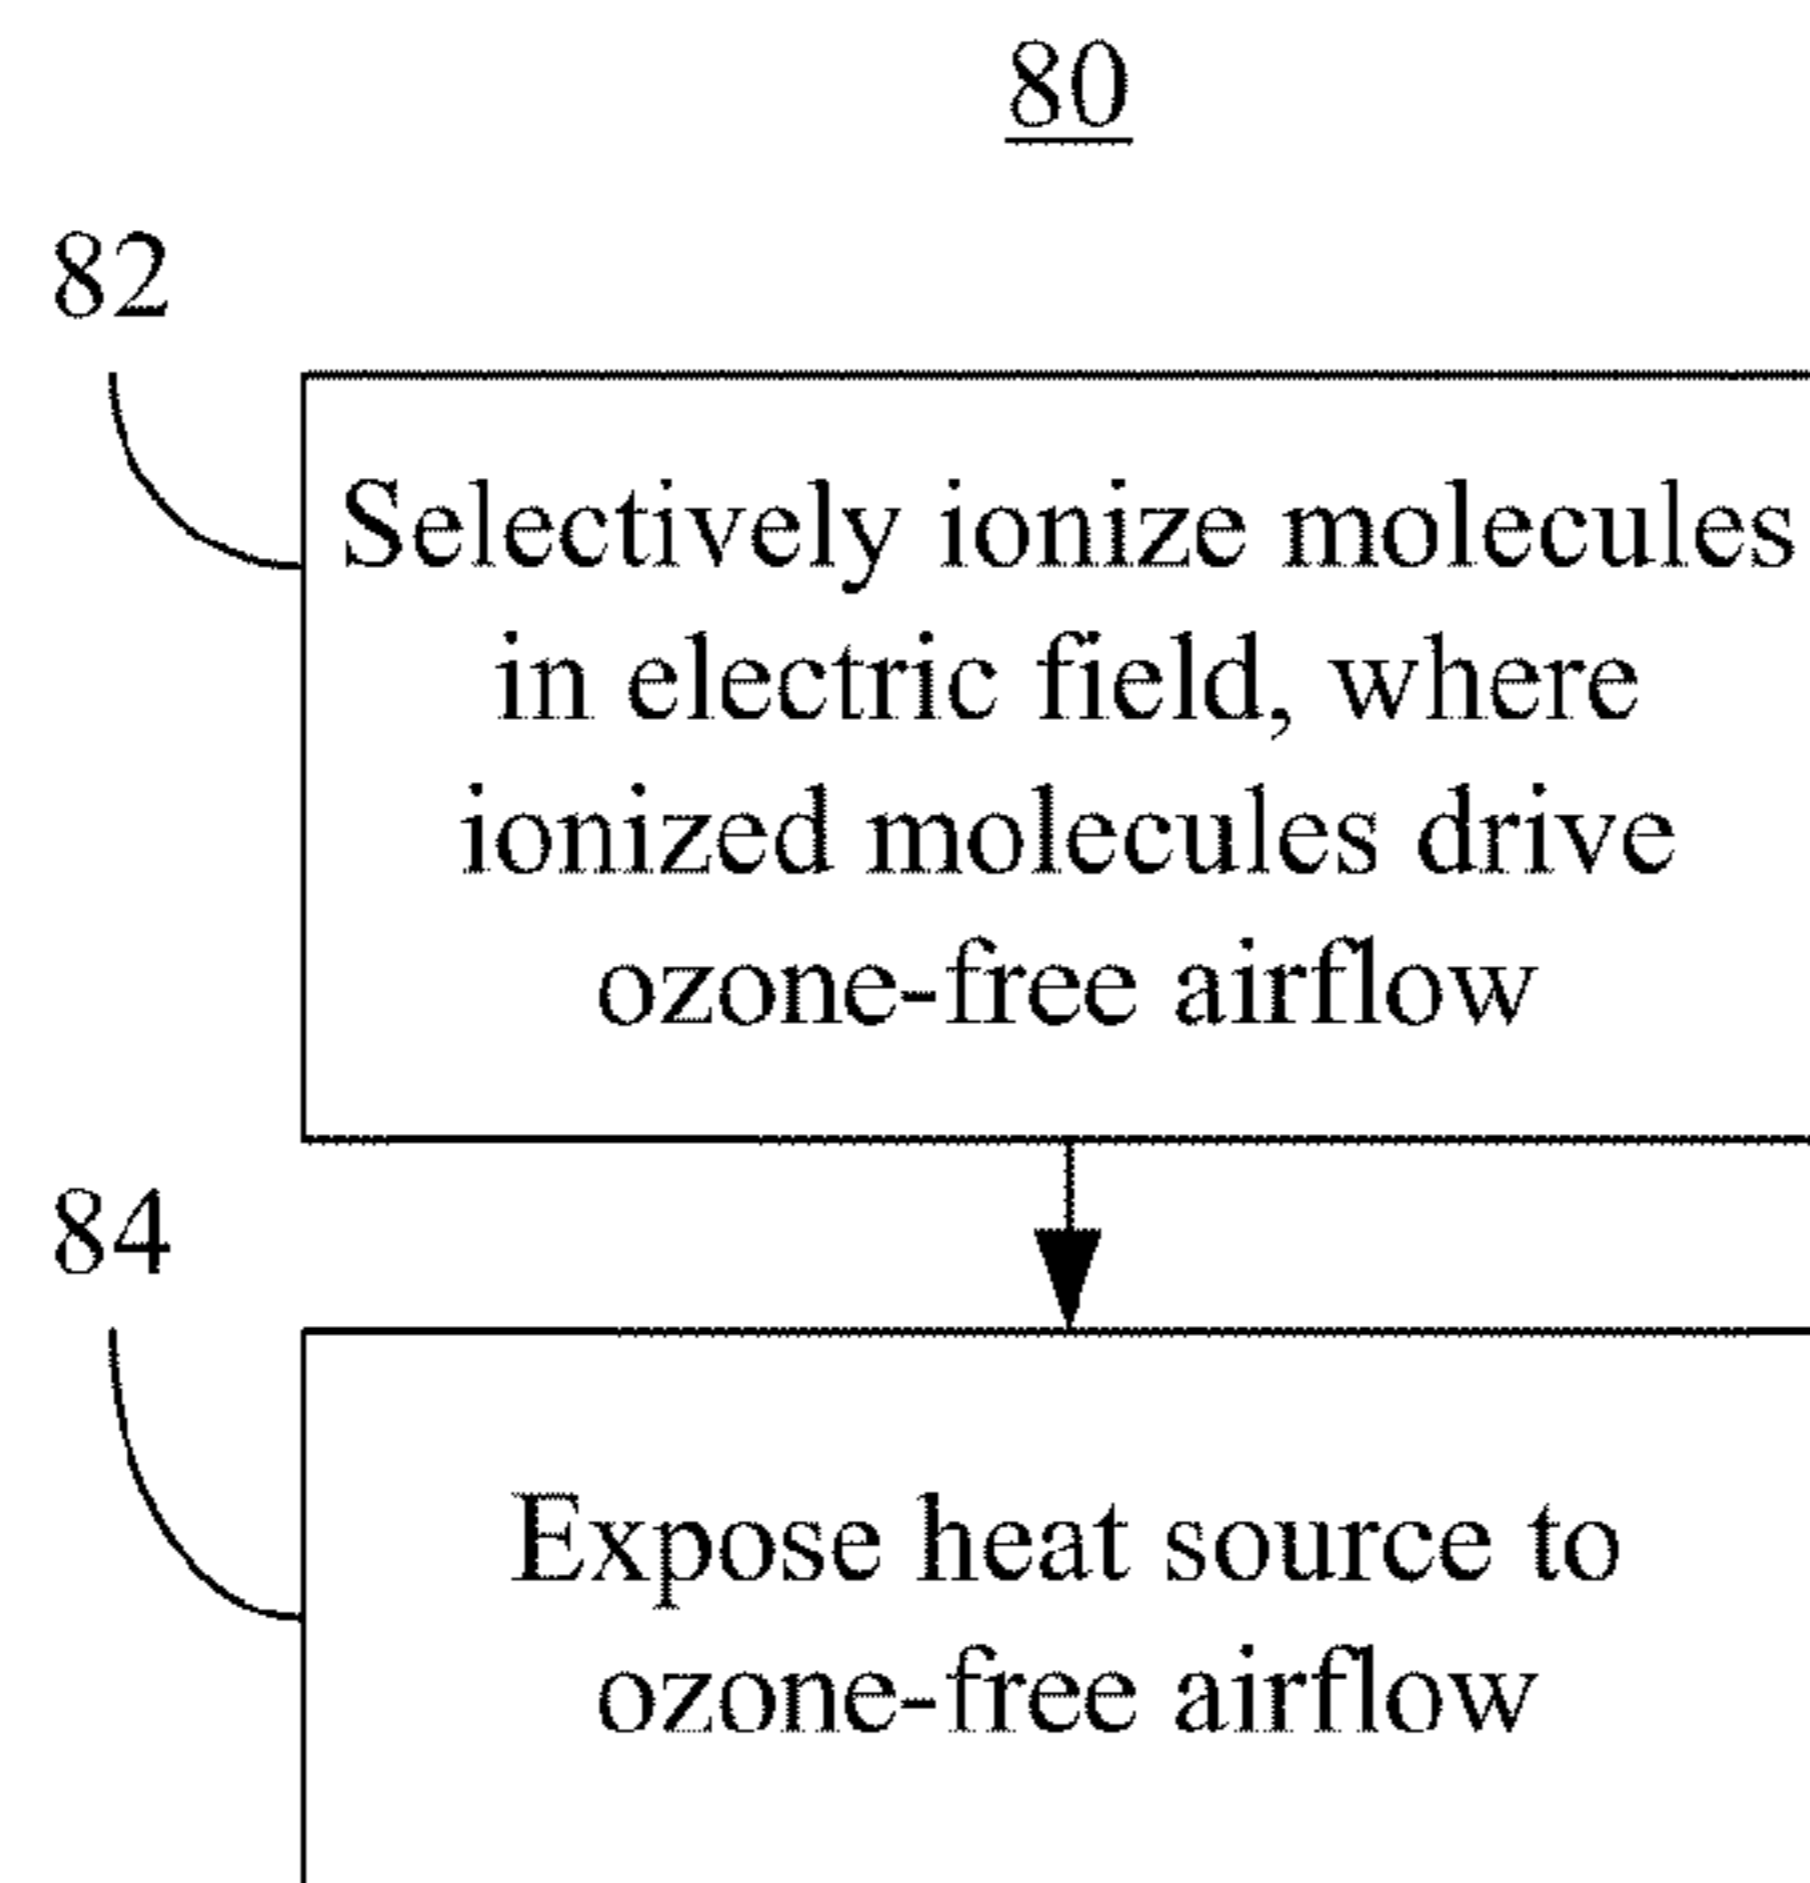 80
82
Selectively ionize molecules
in electric field, where
ionized molecules drive
ozone-free airflow
84
Expose heat source to
ozone-free airflow